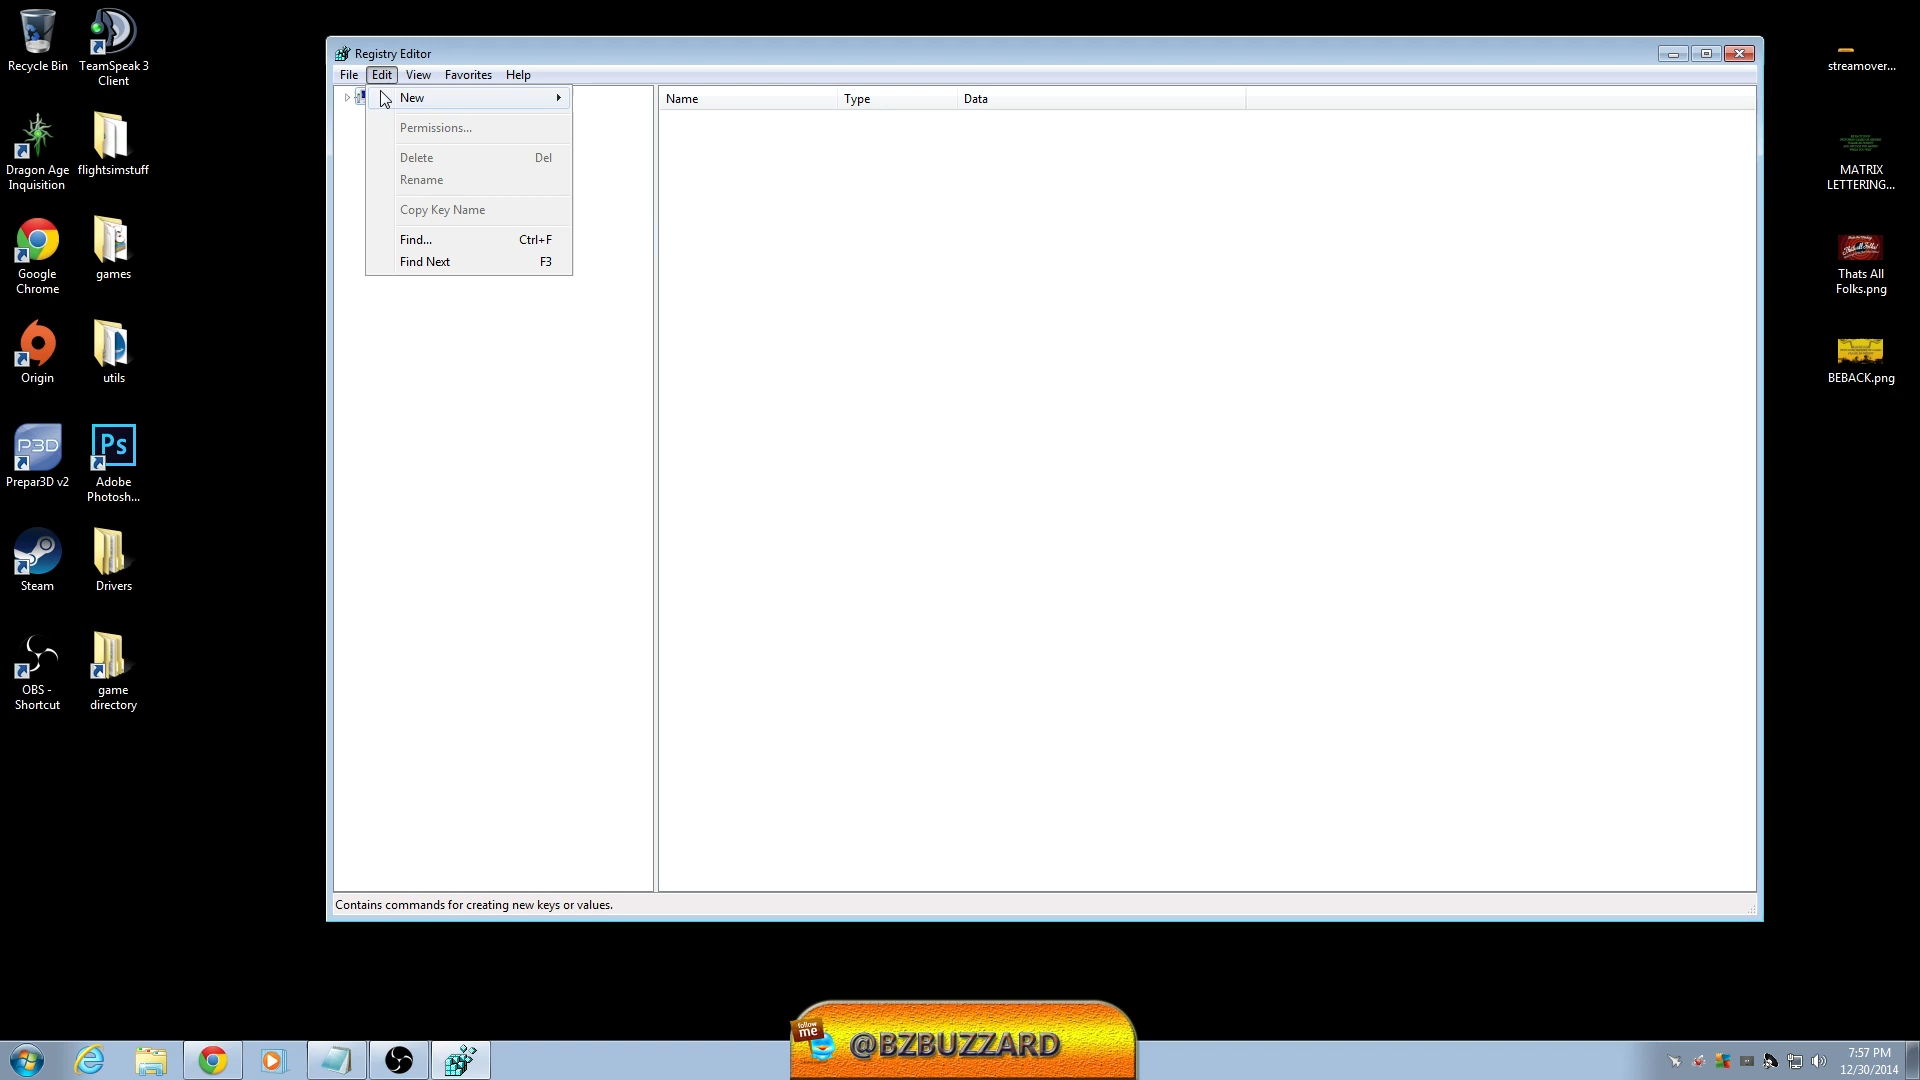 Recycle Bin
TeamSpeak 3
Client
Dragon Age
Inquisition
flightsimstuff
Google
Chrome
games
Origin
utils
P3D
Prepar3D v2
Ps
Adobe
Photosh...
Steam
Drivers
OBS -
Shortcut
game
directory
Registry Editor
File Edit View Favorites Help
New
Permissions...
Delete Del
Rename
Copy Key Name
Find... Ctrl+F
Find Next F3
Name Type Data
Contains commands for creating new keys or values.
streamover...
MATRIX
LETTERING...
Thats All
Folks.png
BEBACK.png
follow
me
@BZBUZZARD
7:57 PM
12/30/2014